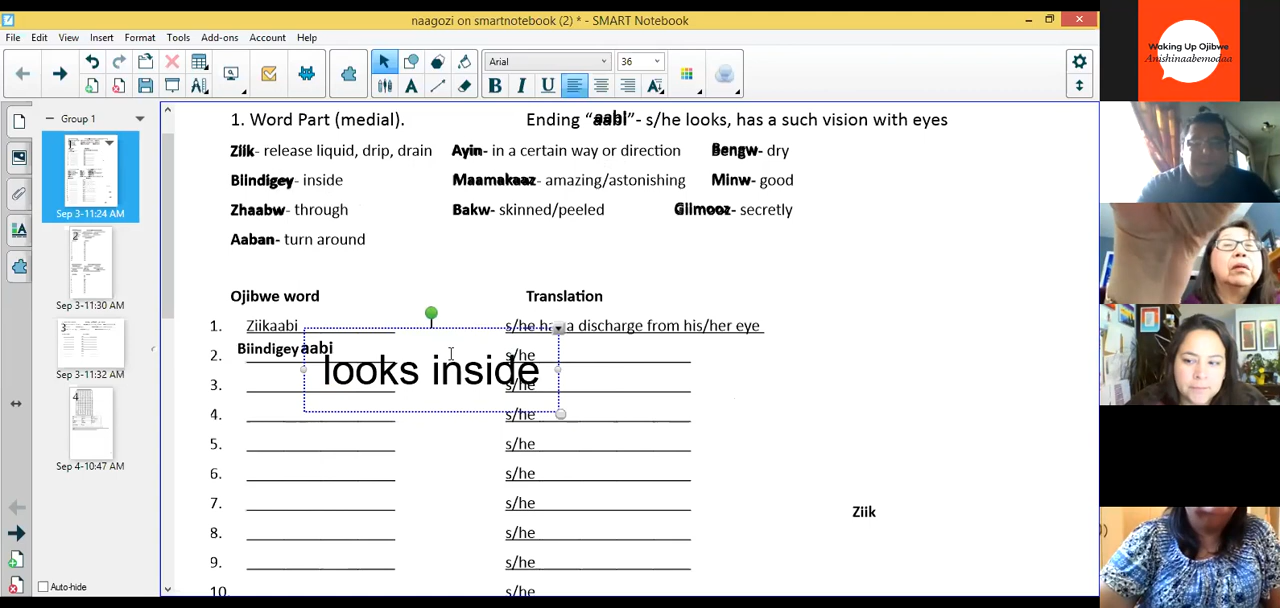 naagozi on smartnotebook (2) * - SMART Notebook
File Edit View Insert Format Tools Add-ons Account Help
Arial 36
B I U A
Group 1
Sep 3-11:24 AM
Sep 3-11:30 AM
Sep 3-11:32 AM
Sep 4-10:47 AM
Auto-hide
1. Word Part (medial). Ending “aabi”- s/he looks, has a such vision with eyes
Ziik- release liquid, drip, drain Ayin- in a certain way or direction Bengw- dry
Biindigey- inside Maamakaaz- amazing/astonishing Minw- good
Zhaabw- through Bakw- skinned/peeled Giimooz- secretly
Aaban- turn around
Ojibwe word Translation
1. Ziikaabi s/he has a discharge from his/her eye
2. Biindigey aabi s/he
looks inside
3. s/he
4. s/he
5. s/he
6. s/he
7. s/he
Ziik
8. s/he
9. s/he
10. s/he
Waking Up Ojibwe
Anishinaabemodaa